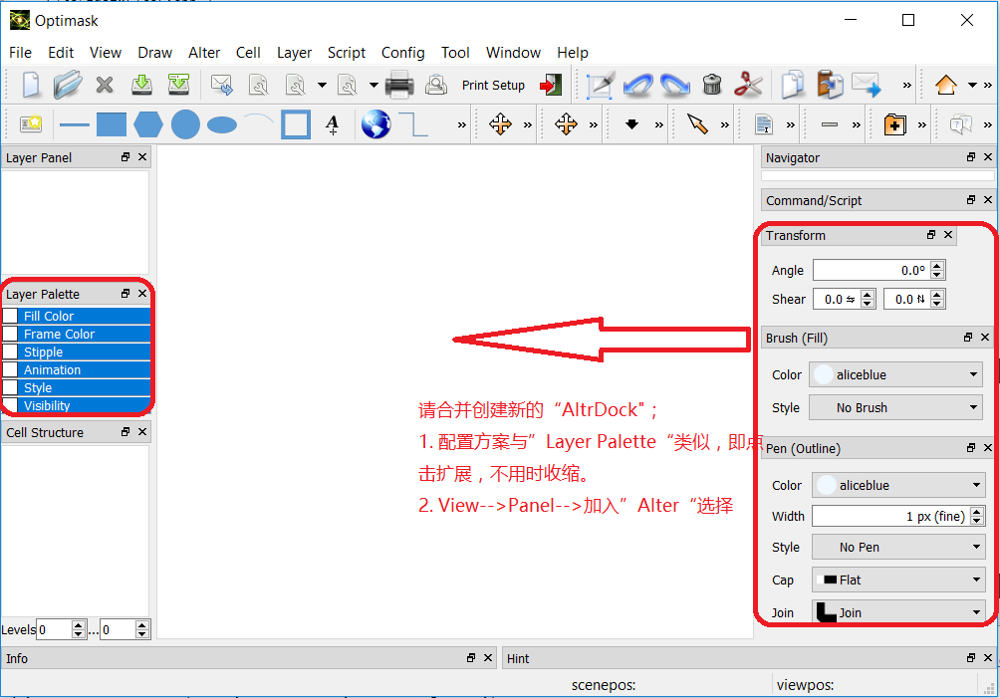 Optimask
File Edit View Draw Alter Cell Layer Script Config Tool Window Help
Print Setup
A
Layer Panel
Navigator
Command/Script
Transform
Angle 0.0°
Shear 0.0 0.0
Layer Palette
Fill Color
Frame Color
Stipple
Animation
Style
Visibility
Brush (Fill)
Color aliceblue
Style No Brush
请合并创建新的“AltrDock"；
1. 配置方案与”Layer Palette“类似，即点
击扩展，不用时收缩。
2. View-->Panel-->加入”Alter“选择
Cell Structure
Pen (Outline)
Color aliceblue
Width 1 px (fine)
Style No Pen
Cap Flat
Join Join
Levels 0 ... 0
Info
Hint
scenepos:
viewpos: